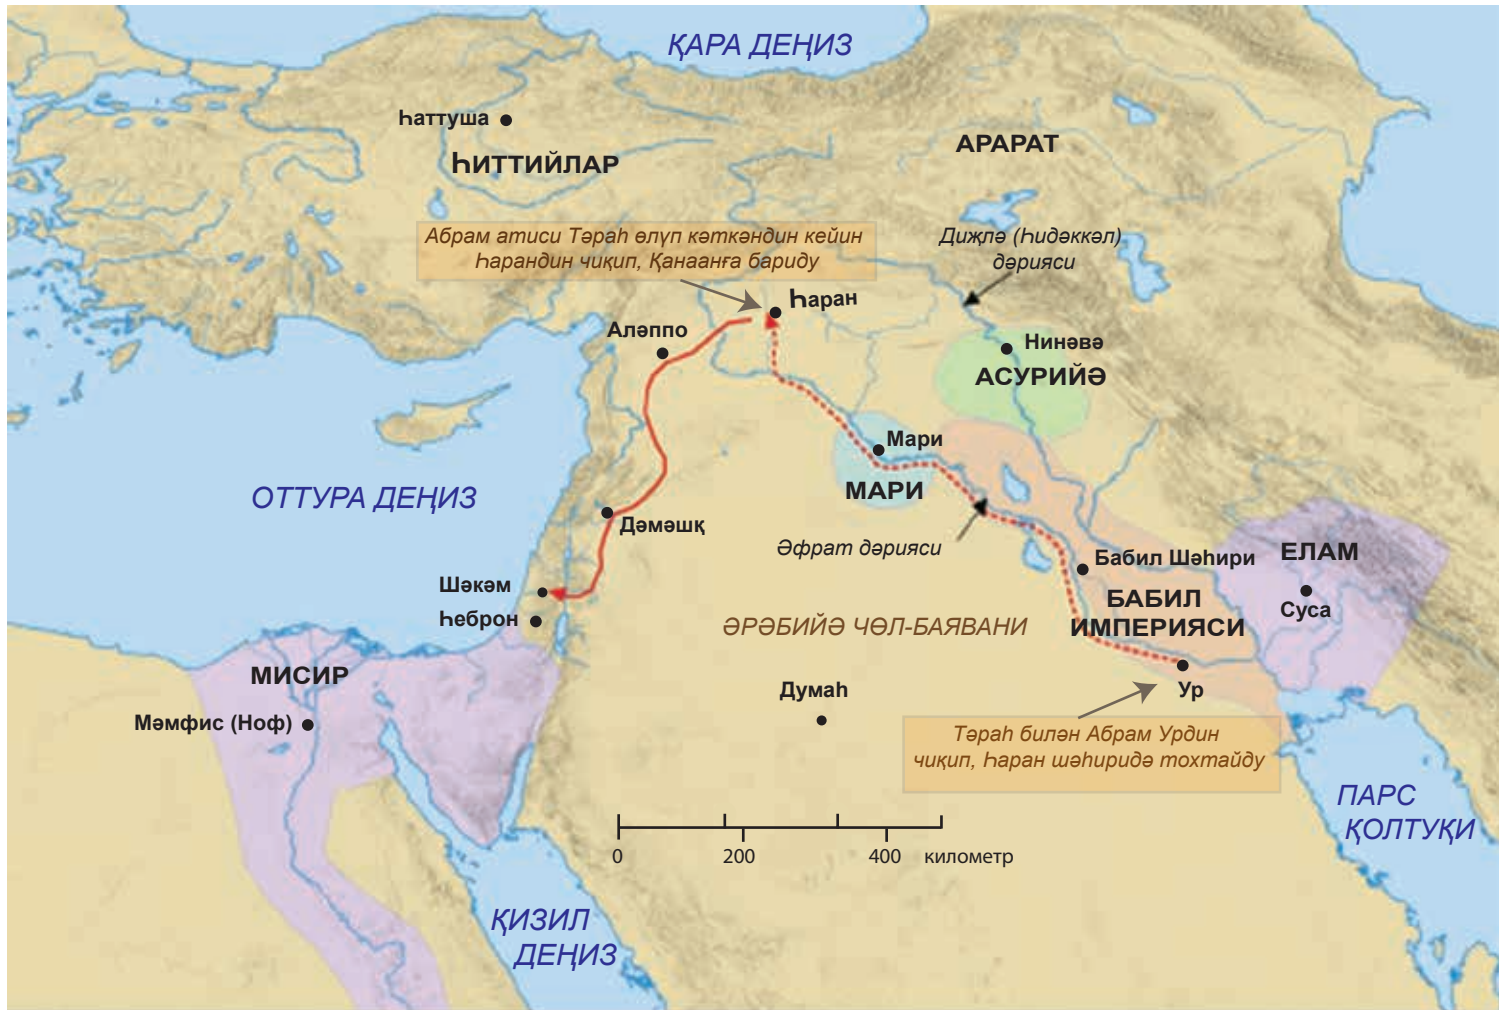 ҚАРА ДЕҢИЗ
Һаттуша
ҺИТТИЙЛАР
АРАРАТ
Абрам атиси Тәраһ өлүп кәткәндин кейин
Һарандин чиқип, Қанаанға бариду
Диҗлә (Һидәккәл)
дәрияси
Һаран
Аләппо
Нинәвә
АСУРИЙӘ
Мари
МАРИ
ОТТУРА ДЕҢИЗ
Дәмәшқ
Әфрат дәрияси
Бабил Шәһири
ЕЛАМ
Суса
Шәкәм
Һеброн
БАБИЛ
ИМПЕРИЯСИ
ӘРӘБИЙӘ ЧӨЛ-БАЯВАНИ
МИСИР
Мәмфис (Ноф)
Думаһ
Ур
Тәраһ билән Абрам Урдин
чиқип, Һаран шәһиридә тохтайду
ПАРС
ҚОЛТУҚИ
0 200 400 километр
ҚИЗИЛ
ДЕҢИЗ